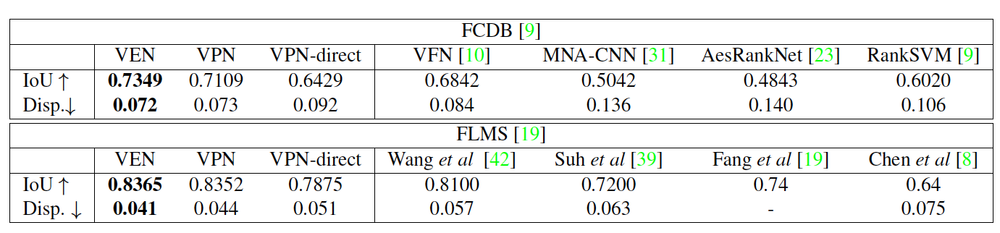 FCDB [9]
VEN VPN VPN-direct VFN [10] MNA-CNN [31] AesRankNet [23] RankSVM [9]
IoU ↑ 0.7349 0.7109 0.6429 0.6842 0.5042 0.4843 0.6020
Disp.↓ 0.072 0.073 0.092 0.084 0.136 0.140 0.106
FLMS [19]
VEN VPN VPN-direct Wang et al [42] Suh et al [39] Fang et al [19] Chen et al [8]
IoU ↑ 0.8365 0.8352 0.7875 0.8100 0.7200 0.74 0.64
Disp. ↓ 0.041 0.044 0.051 0.057 0.063 - 0.075